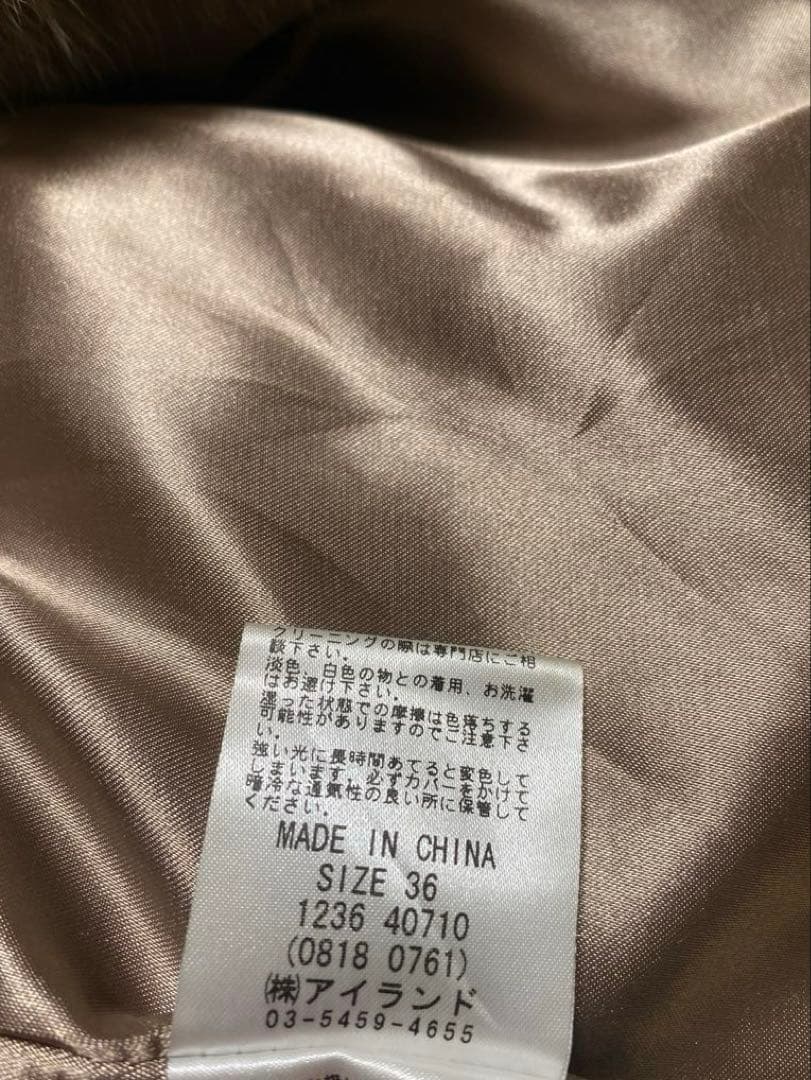 クリーニングの際は専門店にご相
談下さい。
淡色、白色の物との着用、お洗濯
はお避け下さい。
湿った状態での摩擦は色落ちする
可能性がありますのでご注意下さ
い。
強い光に長時間あてると変色して
しまいます。必ずカバーをかけて
暗冷な通気性の良い所に保管して
ください。
MADE IN CHINA
SIZE 36
1236 40710
(0818 0761)
㈱アイランド
03-5459-4655